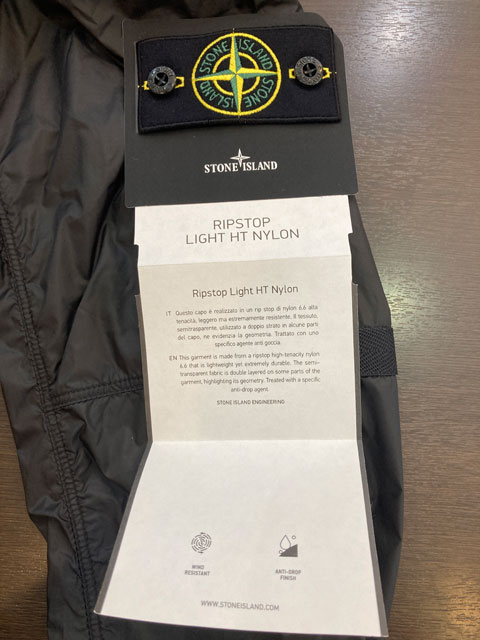 STONE ISLAND
STONE ISLAND
STONE ISLAND
RIPSTOP
LIGHT HT NYLON
Ripstop Light HT Nylon
IT Questo capo è realizzato in un rip stop di nylon 6.6 alta
tenacità, leggero ma estremamente resistente. Il tessuto,
semitrasparente, utilizzato a doppio strato in alcune parti
del capo, ne evidenzia la geometria. Trattato con uno
specifico agente anti goccia.
EN This garment is made from a ripstop high-tenacity nylon
6.6 that is lightweight yet extremely durable. The semi-
transparent fabric is double layered on some parts of the
garment, highlighting its geometry. Treated with a specific
anti-drop agent.
STONE ISLAND ENGINEERING
WIND
RESISTANT
ANTI-DROP
FINISH
WWW.STONEISLAND.COM